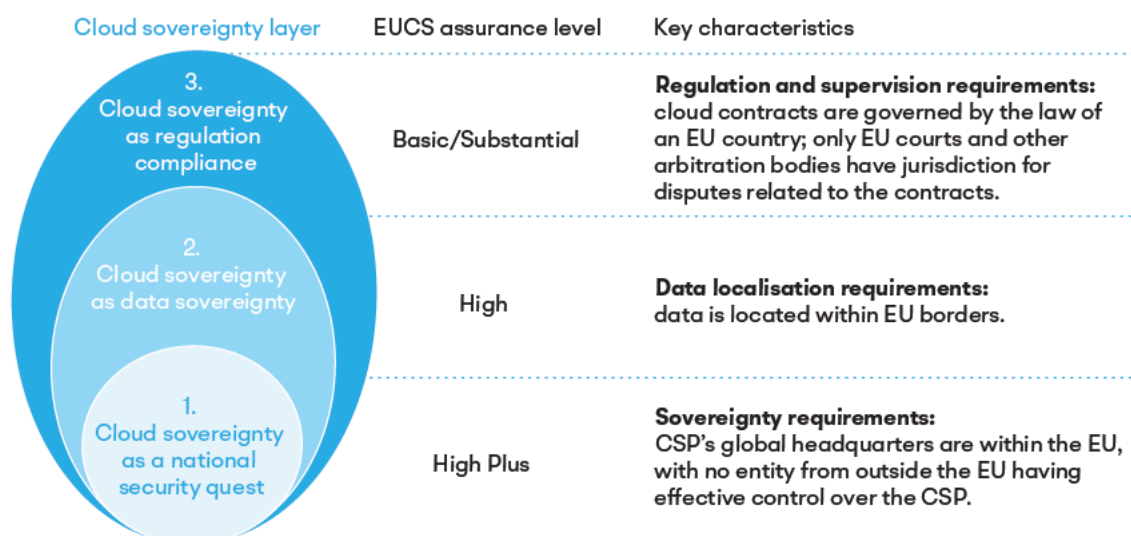 Cloud sovereignty layer
EUCS assurance level
Key characteristics
3.
Cloud sovereignty
as regulation
compliance
Basic/Substantial
Regulation and supervision requirements:
cloud contracts are governed by the law of
an EU country; only EU courts and other
arbitration bodies have jurisdiction for
disputes related to the contracts.
2.
Cloud sovereignty
as data sovereignty
High
Data localisation requirements:
data is located within EU borders.
1.
Cloud sovereignty
as a national
security quest
High Plus
Sovereignty requirements:
CSP's global headquarters are within the EU,
with no entity from outside the EU having
effective control over the CSP.